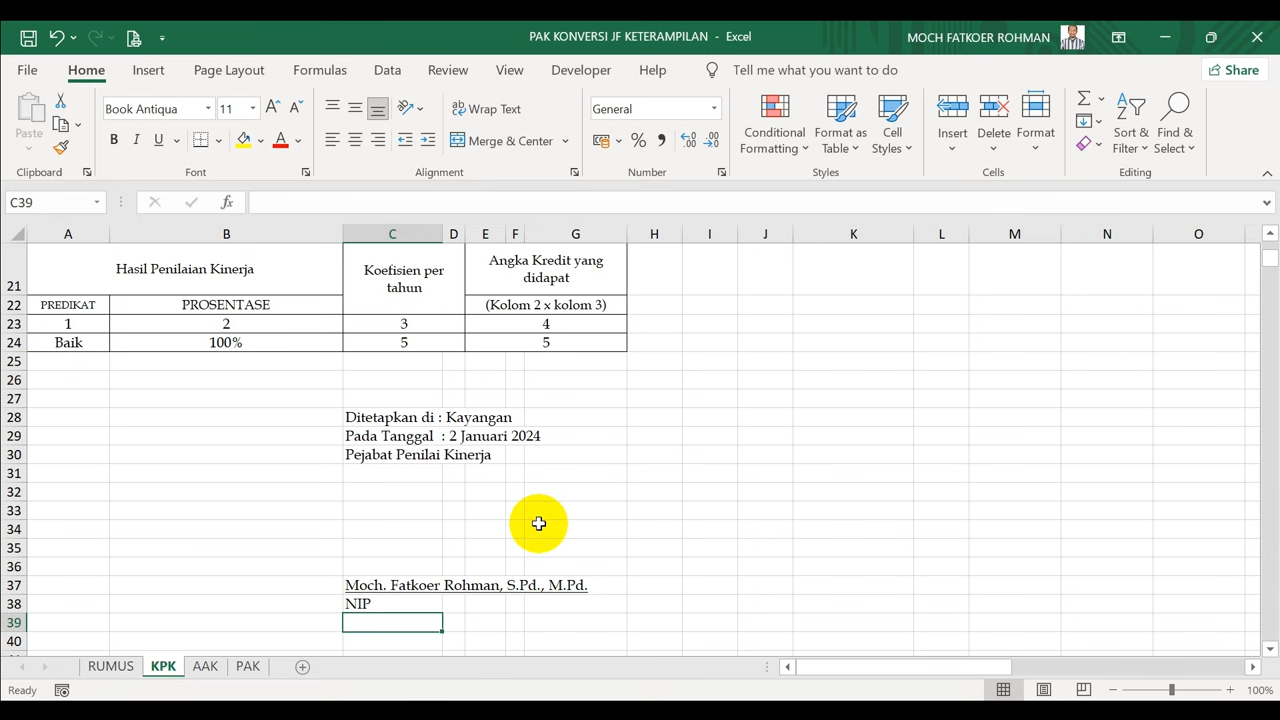 PAK KONVERSI JF KETERAMPILAN - Excel
MOCH FATKOER ROHMAN
File Home Insert Page Layout Formulas Data Review View Developer Help Tell me what you want to do Share
Paste
Book Antiqua 11
B I U
A
Wrap Text
Merge & Center
General
%
Conditional Formatting
Format as Table
Cell Styles
Insert
Delete
Format
Sort & Filter
Find & Select
Clipboard Font Alignment Number Styles Cells Editing
C39 fx
A B C D E F G H I J K L M N O
21 Hasil Penilaian Kinerja Koefisien per tahun Angka Kredit yang didapat
22 PREDIKAT PROSENTASE (Kolom 2 x kolom 3)
23 1 2 3 4
24 Baik 100% 5 5
25
26
27
28 Ditetapkan di : Kayangan
29 Pada Tanggal : 2 Januari 2024
30 Pejabat Penilai Kinerja
31
32
33
34
35
36
37 Moch. Fatkoer Rohman, S.Pd., M.Pd.
38 NIP
39
40
RUMUS KPK AAK PAK
Ready 100%